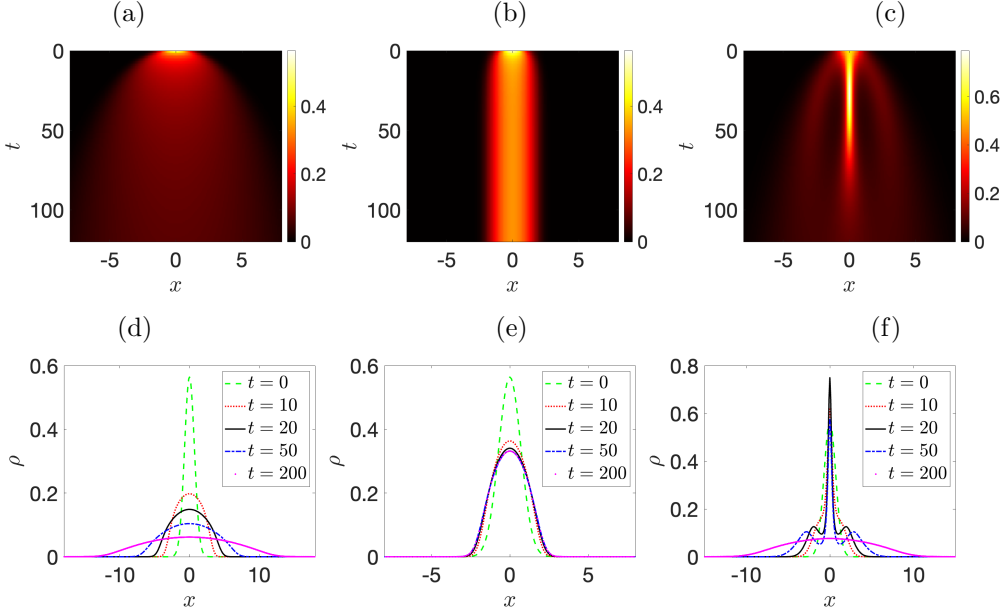 (a)
0
50
100
t
-5
0
5
x
0.4
0.2
0
(b)
0
50
100
t
-5
0
5
x
0.4
0.2
0
(c)
0
50
100
t
-5
0
5
x
0.6
0.4
0.2
0
(d)
0.6
0.4
0.2
0
ρ
-10
0
10
x
t = 0
t = 10
t = 20
t = 50
t = 200
(e)
0.6
0.4
0.2
0
ρ
-5
0
5
x
t = 0
t = 10
t = 20
t = 50
t = 200
(f)
0.8
0.6
0.4
0.2
0
ρ
-10
0
10
x
t = 0
t = 10
t = 20
t = 50
t = 200